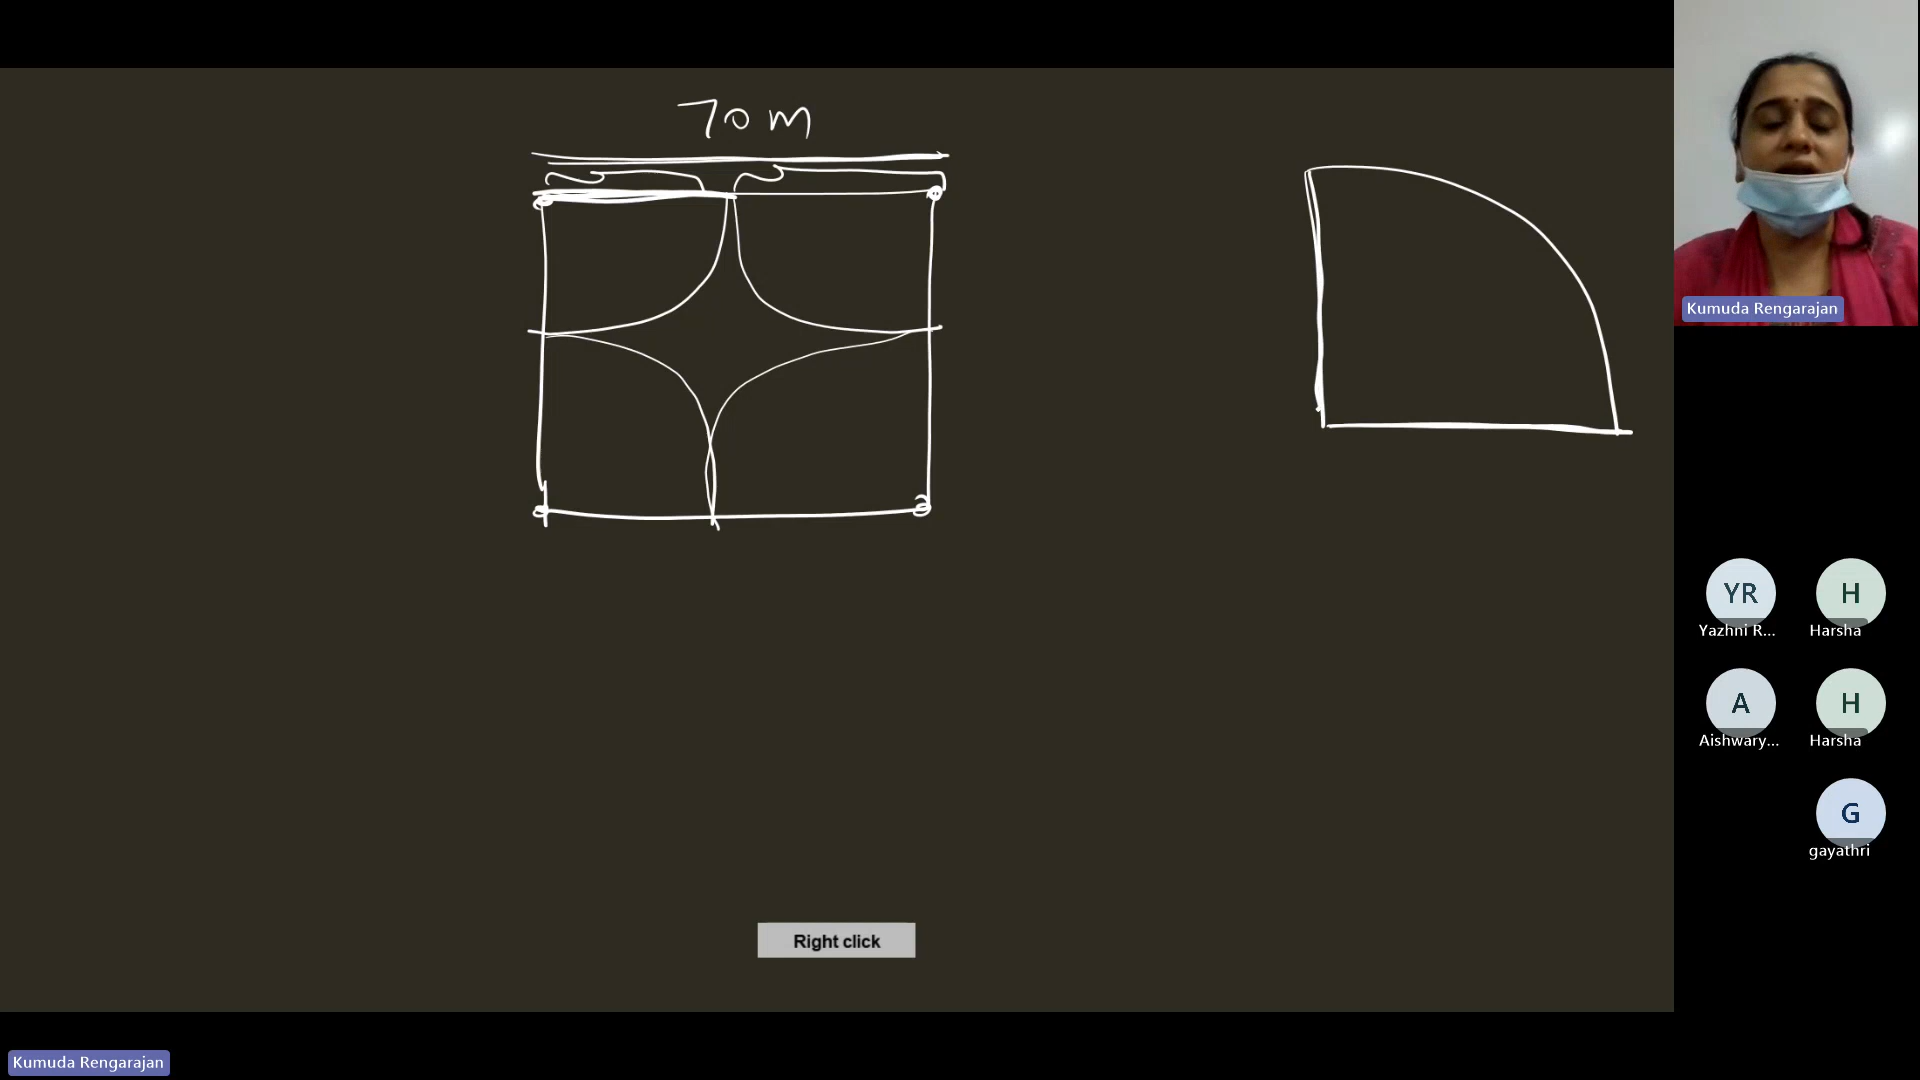 70 m
Kumuda Rengarajan
YR
H
Yazhni R...
Harsha
A
H
Aishwary...
Harsha
G
gayathri
Right click
Kumuda Rengarajan